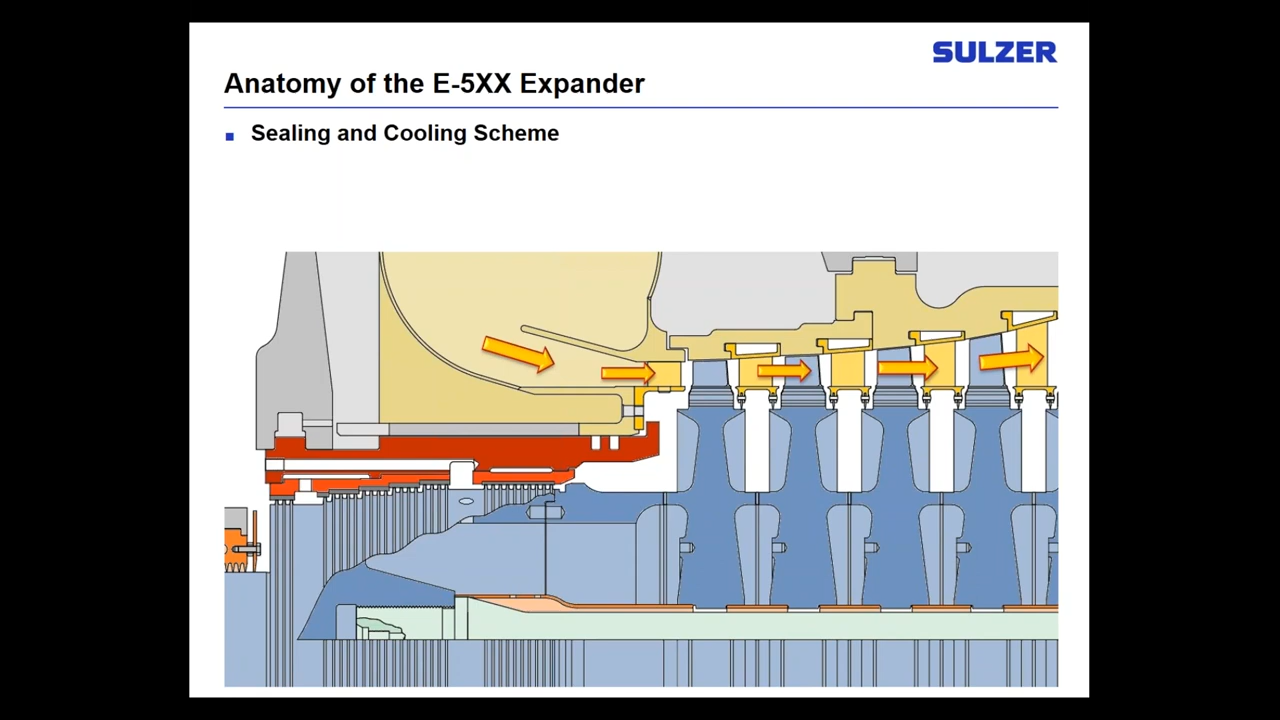 SULZER
Anatomy of the E-5XX Expander
Sealing and Cooling Scheme